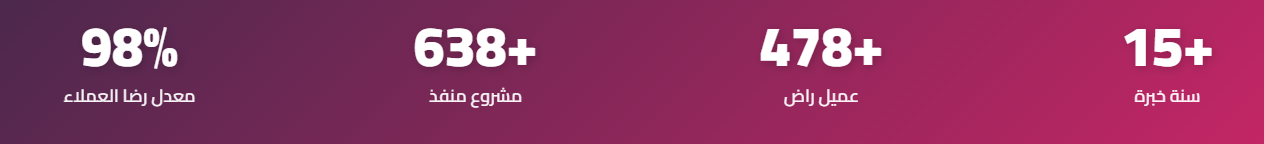 15+
سنة خبرة
478+
عميل راض
638+
مشروع منفذ
98%
معدل رضا العملاء